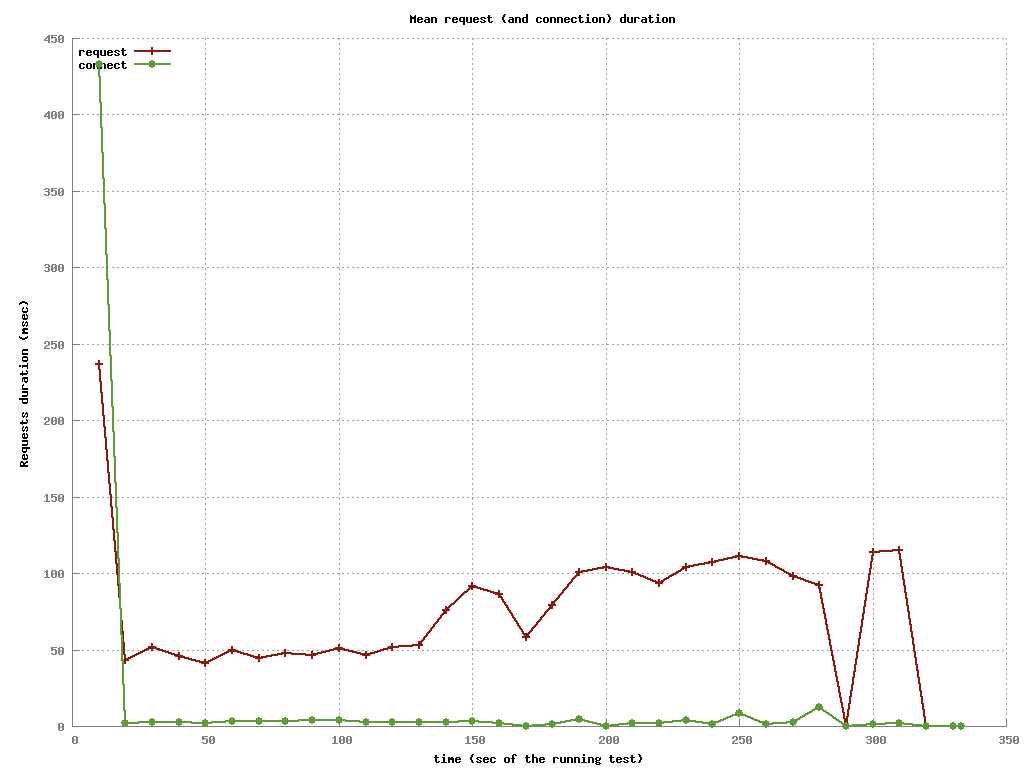 Mean request (and connection) duration
450
request
connect
400
350
300
250
200
150
100
50
0
Requests duration (msec)
0 50 100 150 200 250 300 350
time (sec of the running test)